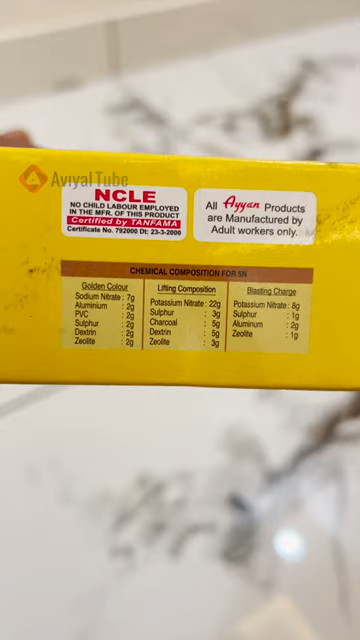 AviyalTube
NCLE
NO CHILD LABOUR EMPLOYED
IN THE MFR. OF THIS PRODUCT
Certified by TANFAMA
Certificate No. 792000 Dt: 23-3-2000
All Ayyan Products
are Manufactured by
Adult workers only.
CHEMICAL COMPOSITION FOR 5N
Golden Colour
Sodium Nitrate : 7g
Aluminium : 2g
PVC : 2g
Sulphur : 2g
Dextrin : 2g
Zeolite : 2g
Lifting Composition
Potassium Nitrate : 22g
Sulphur : 3g
Charcoal : 5g
Dextrin : 5g
Zeolite : 3g
Blasting Charge
Potassium Nitrate : 8g
Sulphur : 1g
Aluminium : 2g
Zeolite : 1g